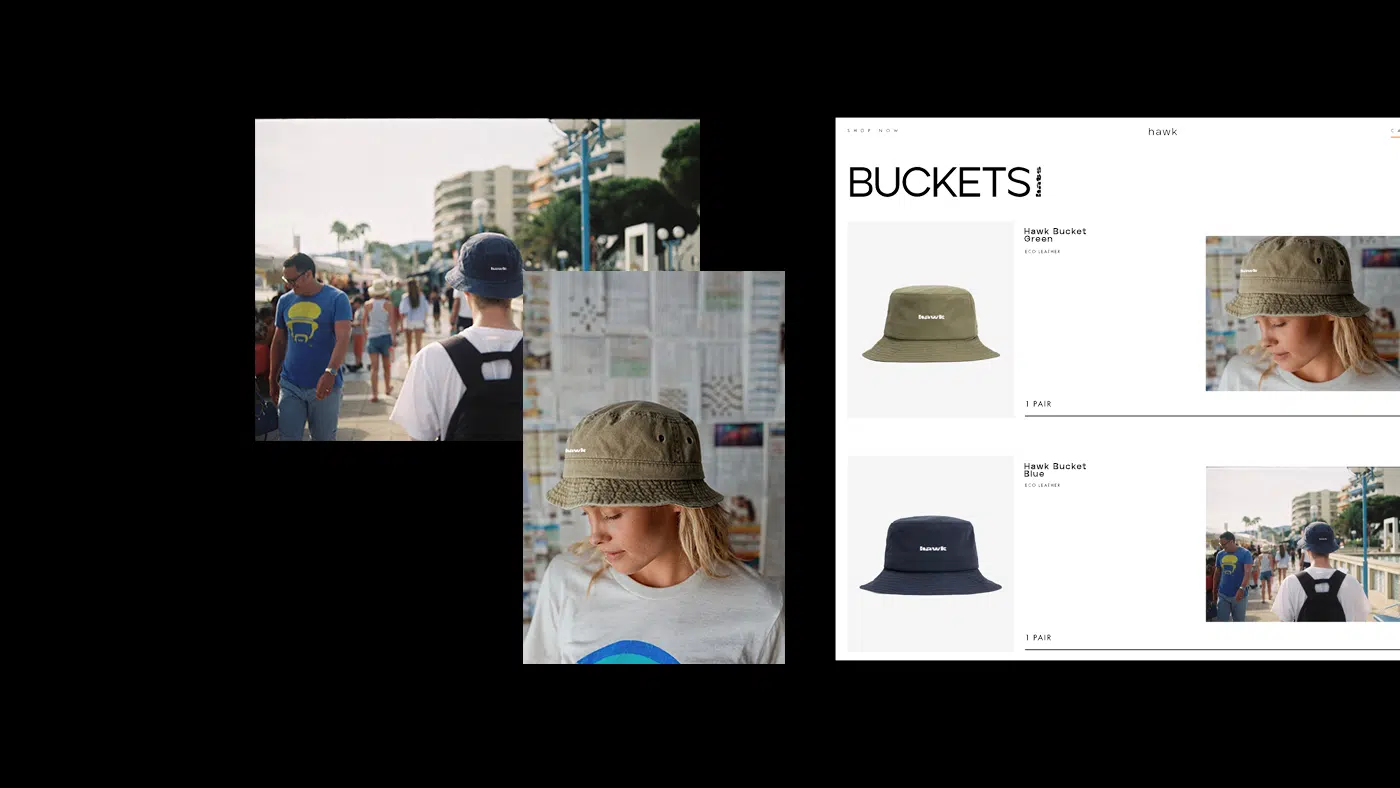 hawk
hawk
SHOP NOW
hawk
CA
BUCKETS
hats
hawk
Hawk Bucket
Green
ECO LEATHER
1 PAIR
hawk
hawk
Hawk Bucket
Blue
ECO LEATHER
1 PAIR